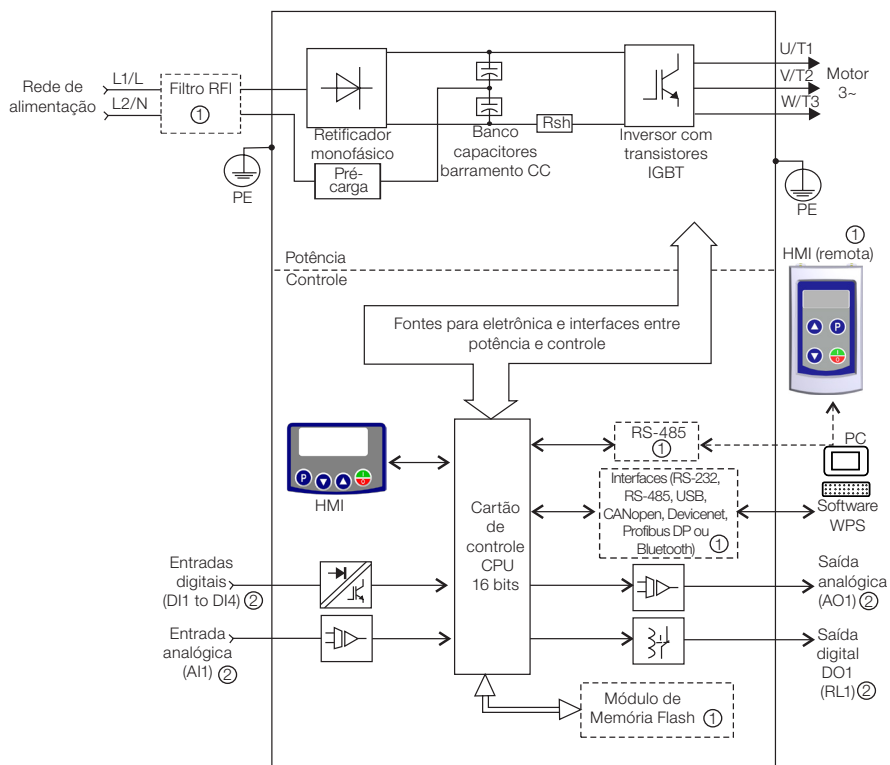 Rede de
alimentação
L1/L
L2/N
Filtro RFI
①
PE
Retificador
monofásico
Pré-
carga
Banco
capacitores
barramento CC
Rsh
Inversor com
transistores
IGBT
U/T1
V/T2
W/T3
Motor
3~
PE
Potência
Controle
Fontes para eletrônica e interfaces entre
potência e controle
①
HMI (remota)
P
I
0
P
I
0
HMI
Cartão
de
controle
CPU
16 bits
RS-485
①
Interfaces (RS-232,
RS-485, USB,
CANopen, Devicenet,
Profibus DP ou
Bluetooth) ①
PC
Software
WPS
Entradas
digitais
(DI1 to DI4) ②
Entrada
analógica
(AI1) ②
Saída
analógica
(AO1) ②
Saída
digital
DO1
(RL1) ②
Módulo de
Memória Flash ①